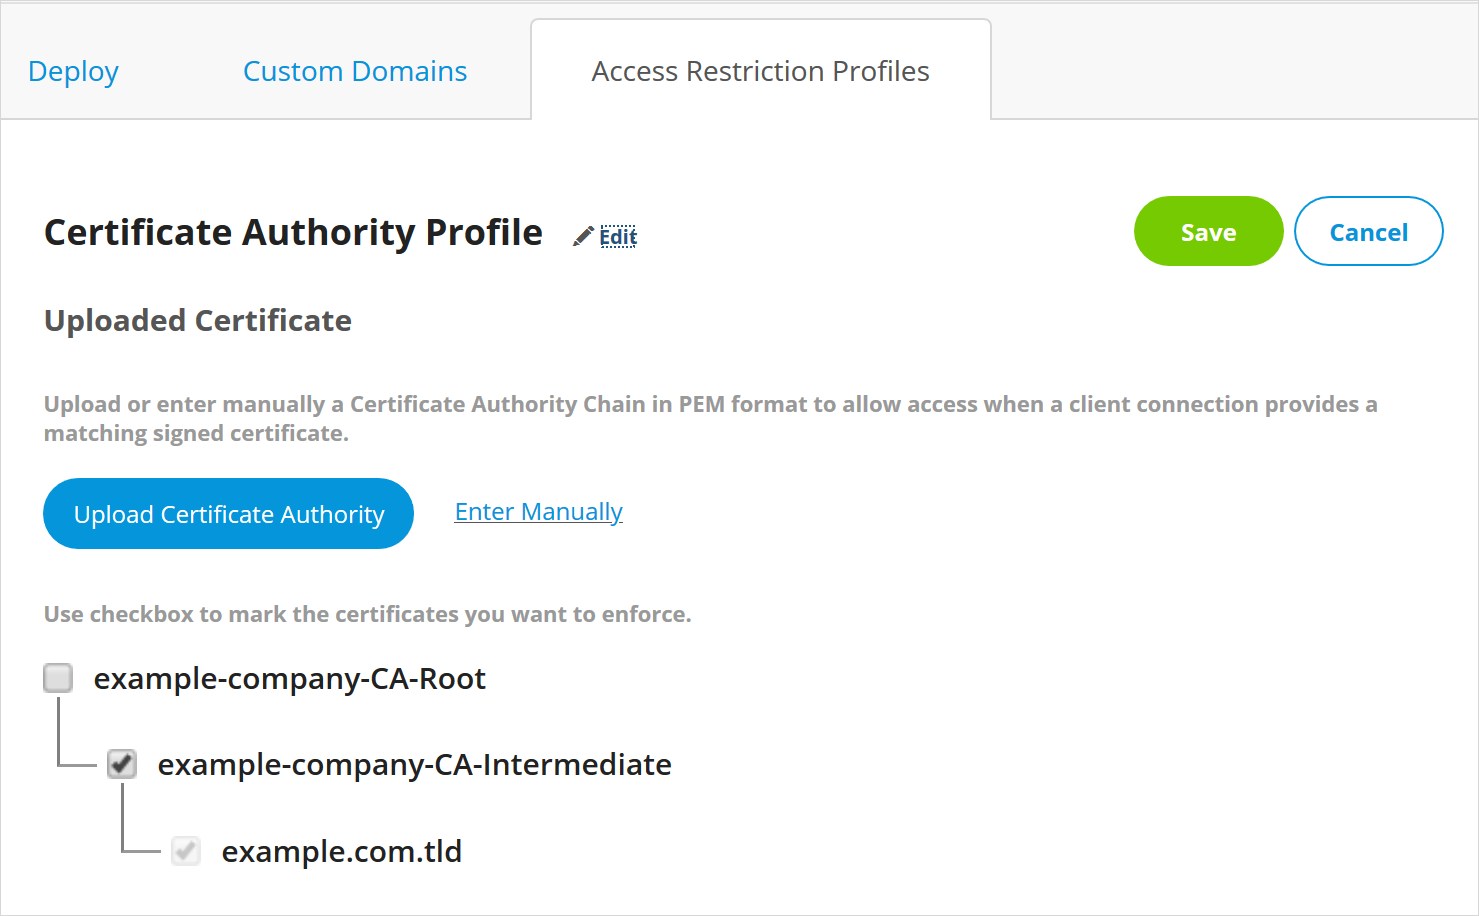 Deploy
Custom Domains
Access Restriction Profiles
Certificate Authority Profile
Edit
Save
Cancel
Uploaded Certificate
Upload or enter manually a Certificate Authority Chain in PEM format to allow access when a client connection provides a
matching signed certificate.
Upload Certificate Authority
Enter Manually
Use checkbox to mark the certificates you want to enforce.
example-company-CA-Root
example-company-CA-Intermediate
example.com.tld